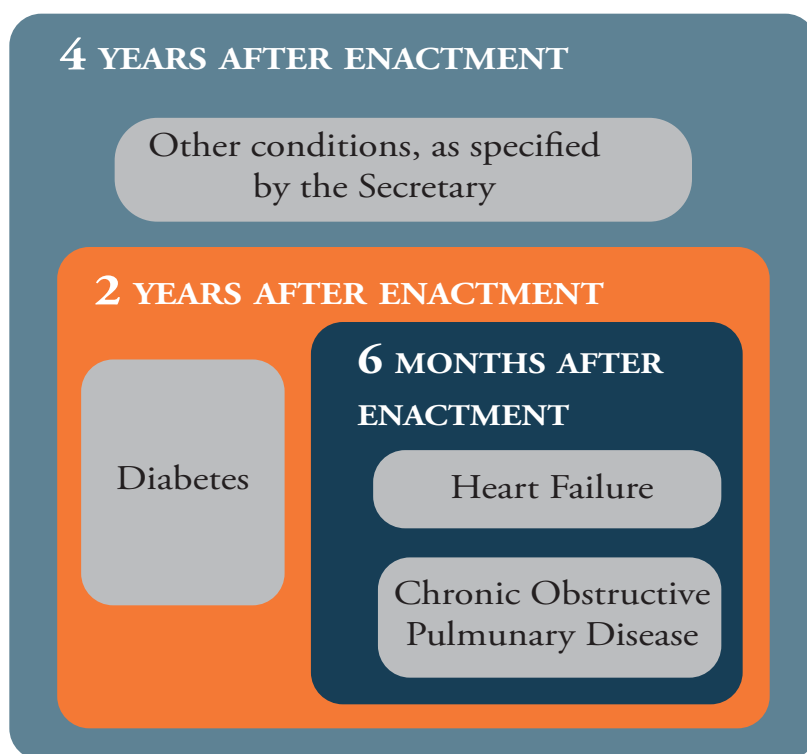 4 YEARS AFTER ENACTMENT
Other conditions, as specified
by the Secretary
2 YEARS AFTER ENACTMENT
6 MONTHS AFTER
ENACTMENT
Diabetes
Heart Failure
Chronic Obstructive
Pulmunary Disease